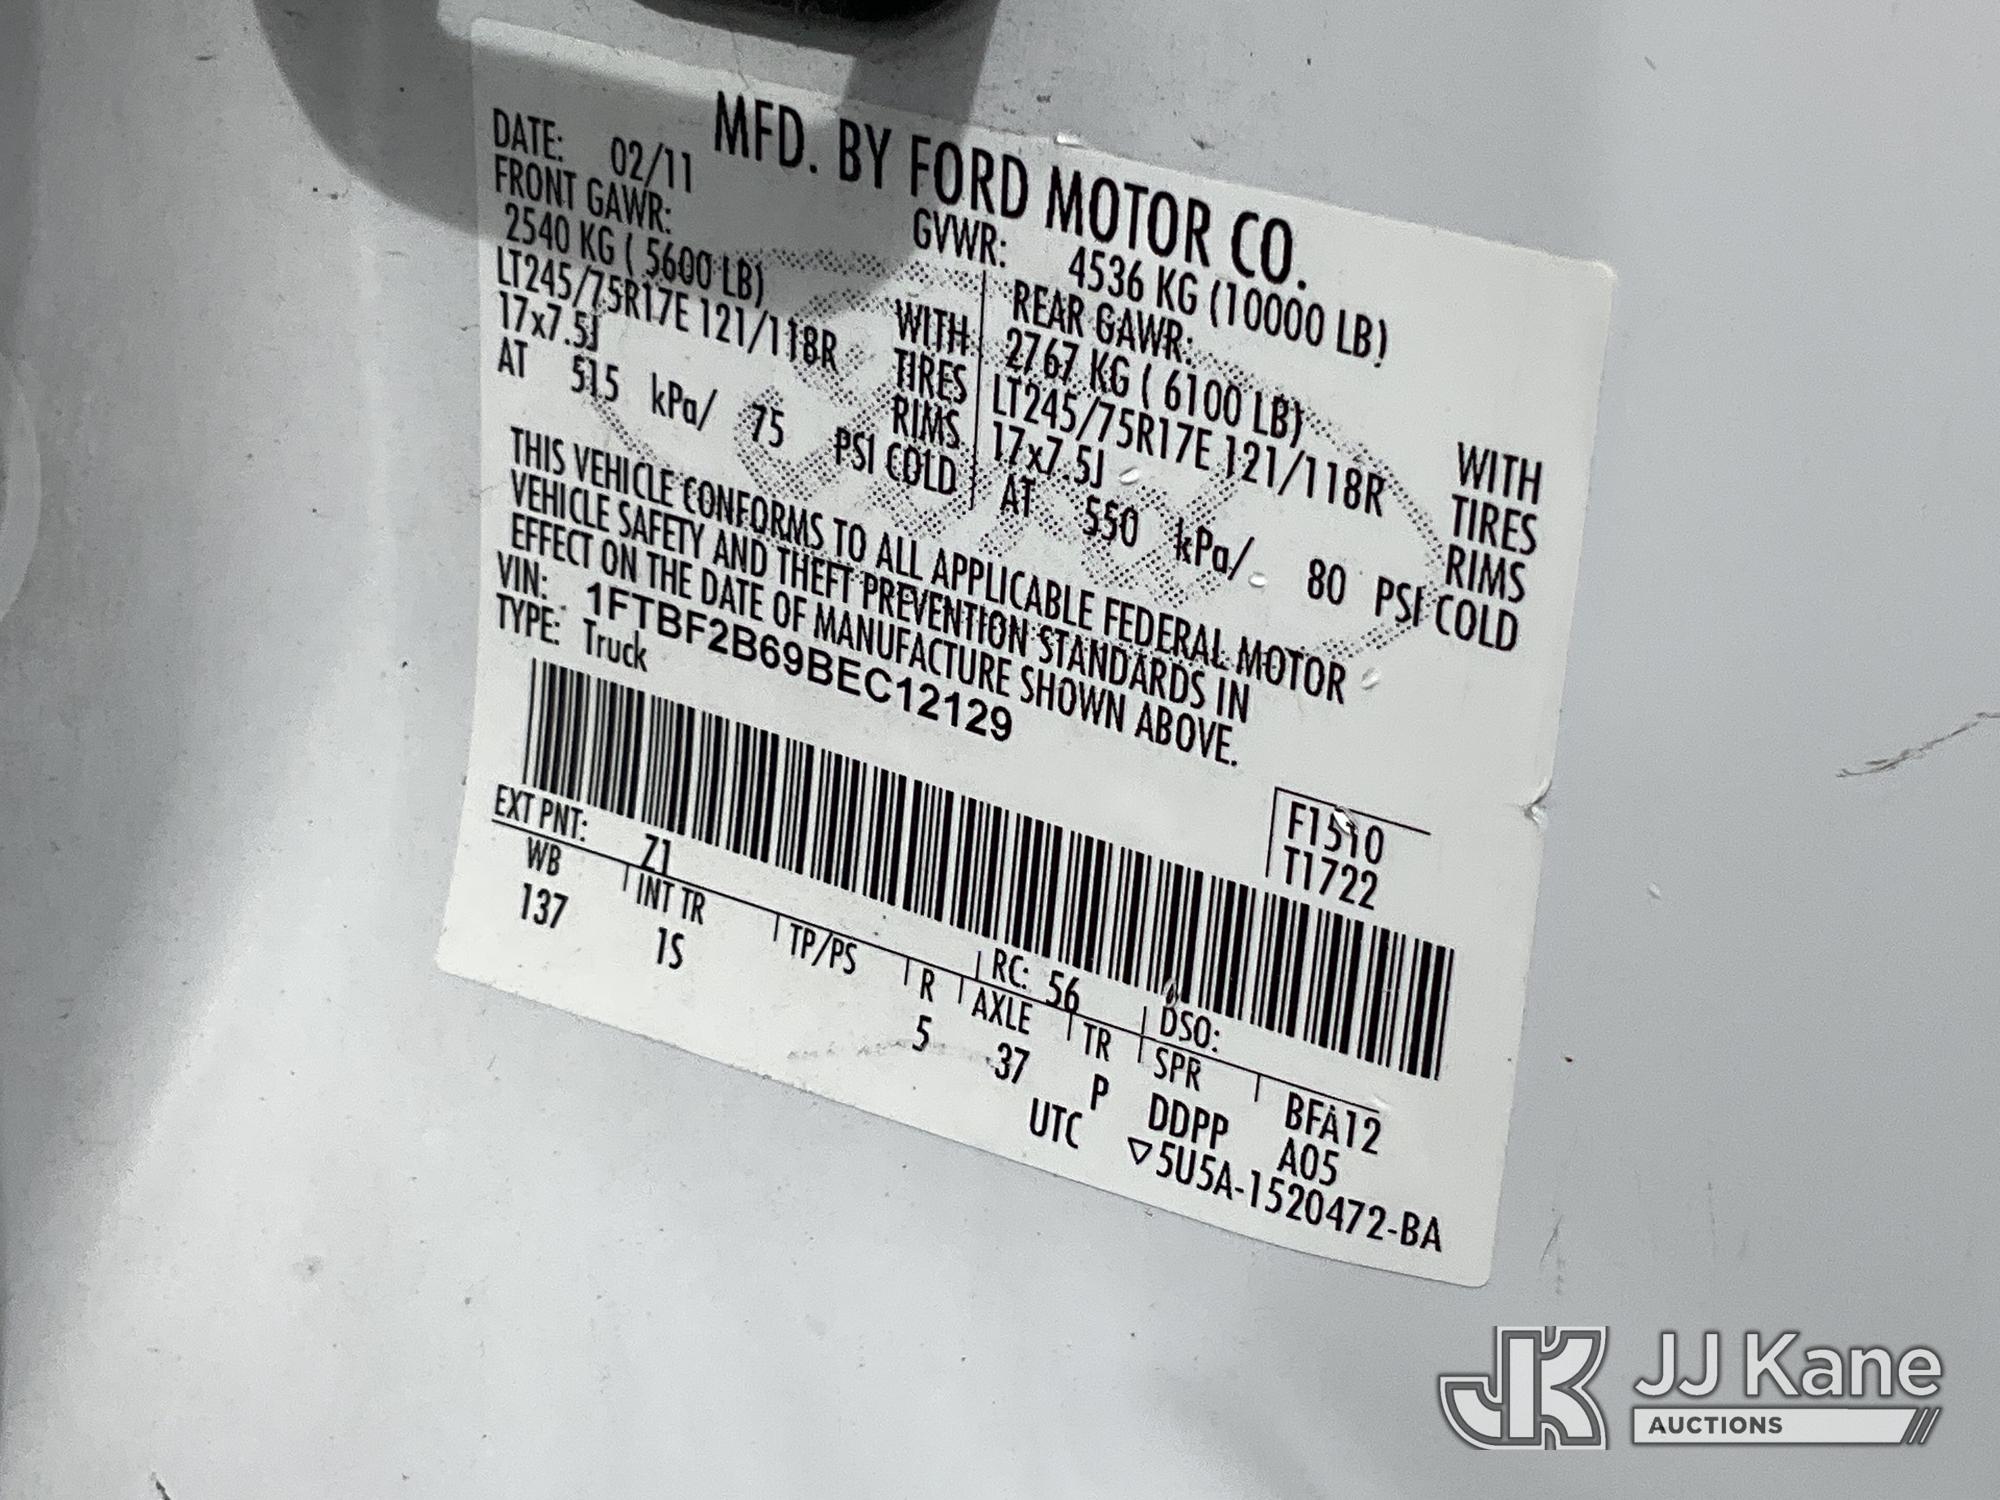 MFD. BY FORD MOTOR CO.
DATE: 02/11
GVWR: 4536 KG (10000 LB)
FRONT GAWR:
2540 KG ( 5600 LB)
LT245/75R17E 121/118R
17x7.5J
AT 515 kPa/ 75
WITH
TIRES
RIMS
PSI COLD
REAR GAWR:
2767 KG ( 6100 LB)
LT245/75R17E 121/118R
17x7.5J
AT 550 kPa/ 80
WITH
TIRES
RIMS
PSI COLD
THIS VEHICLE CONFORMS TO ALL APPLICABLE FEDERAL MOTOR
VEHICLE SAFETY AND THEFT PREVENTION STANDARDS IN
EFFECT ON THE DATE OF MANUFACTURE SHOWN ABOVE.
VIN: 1FTBF2B69BEC12129
TYPE: Truck
F1510
T1722
EXT PNT: Z1 RC: 56 DSO:
WB INT TR TP/PS R AXLE TR SPR BFA12
137 1S 5 37 P DDPP A05
UTC ▽5U5A-1520472-BA
JK JJ Kane
AUCTIONS